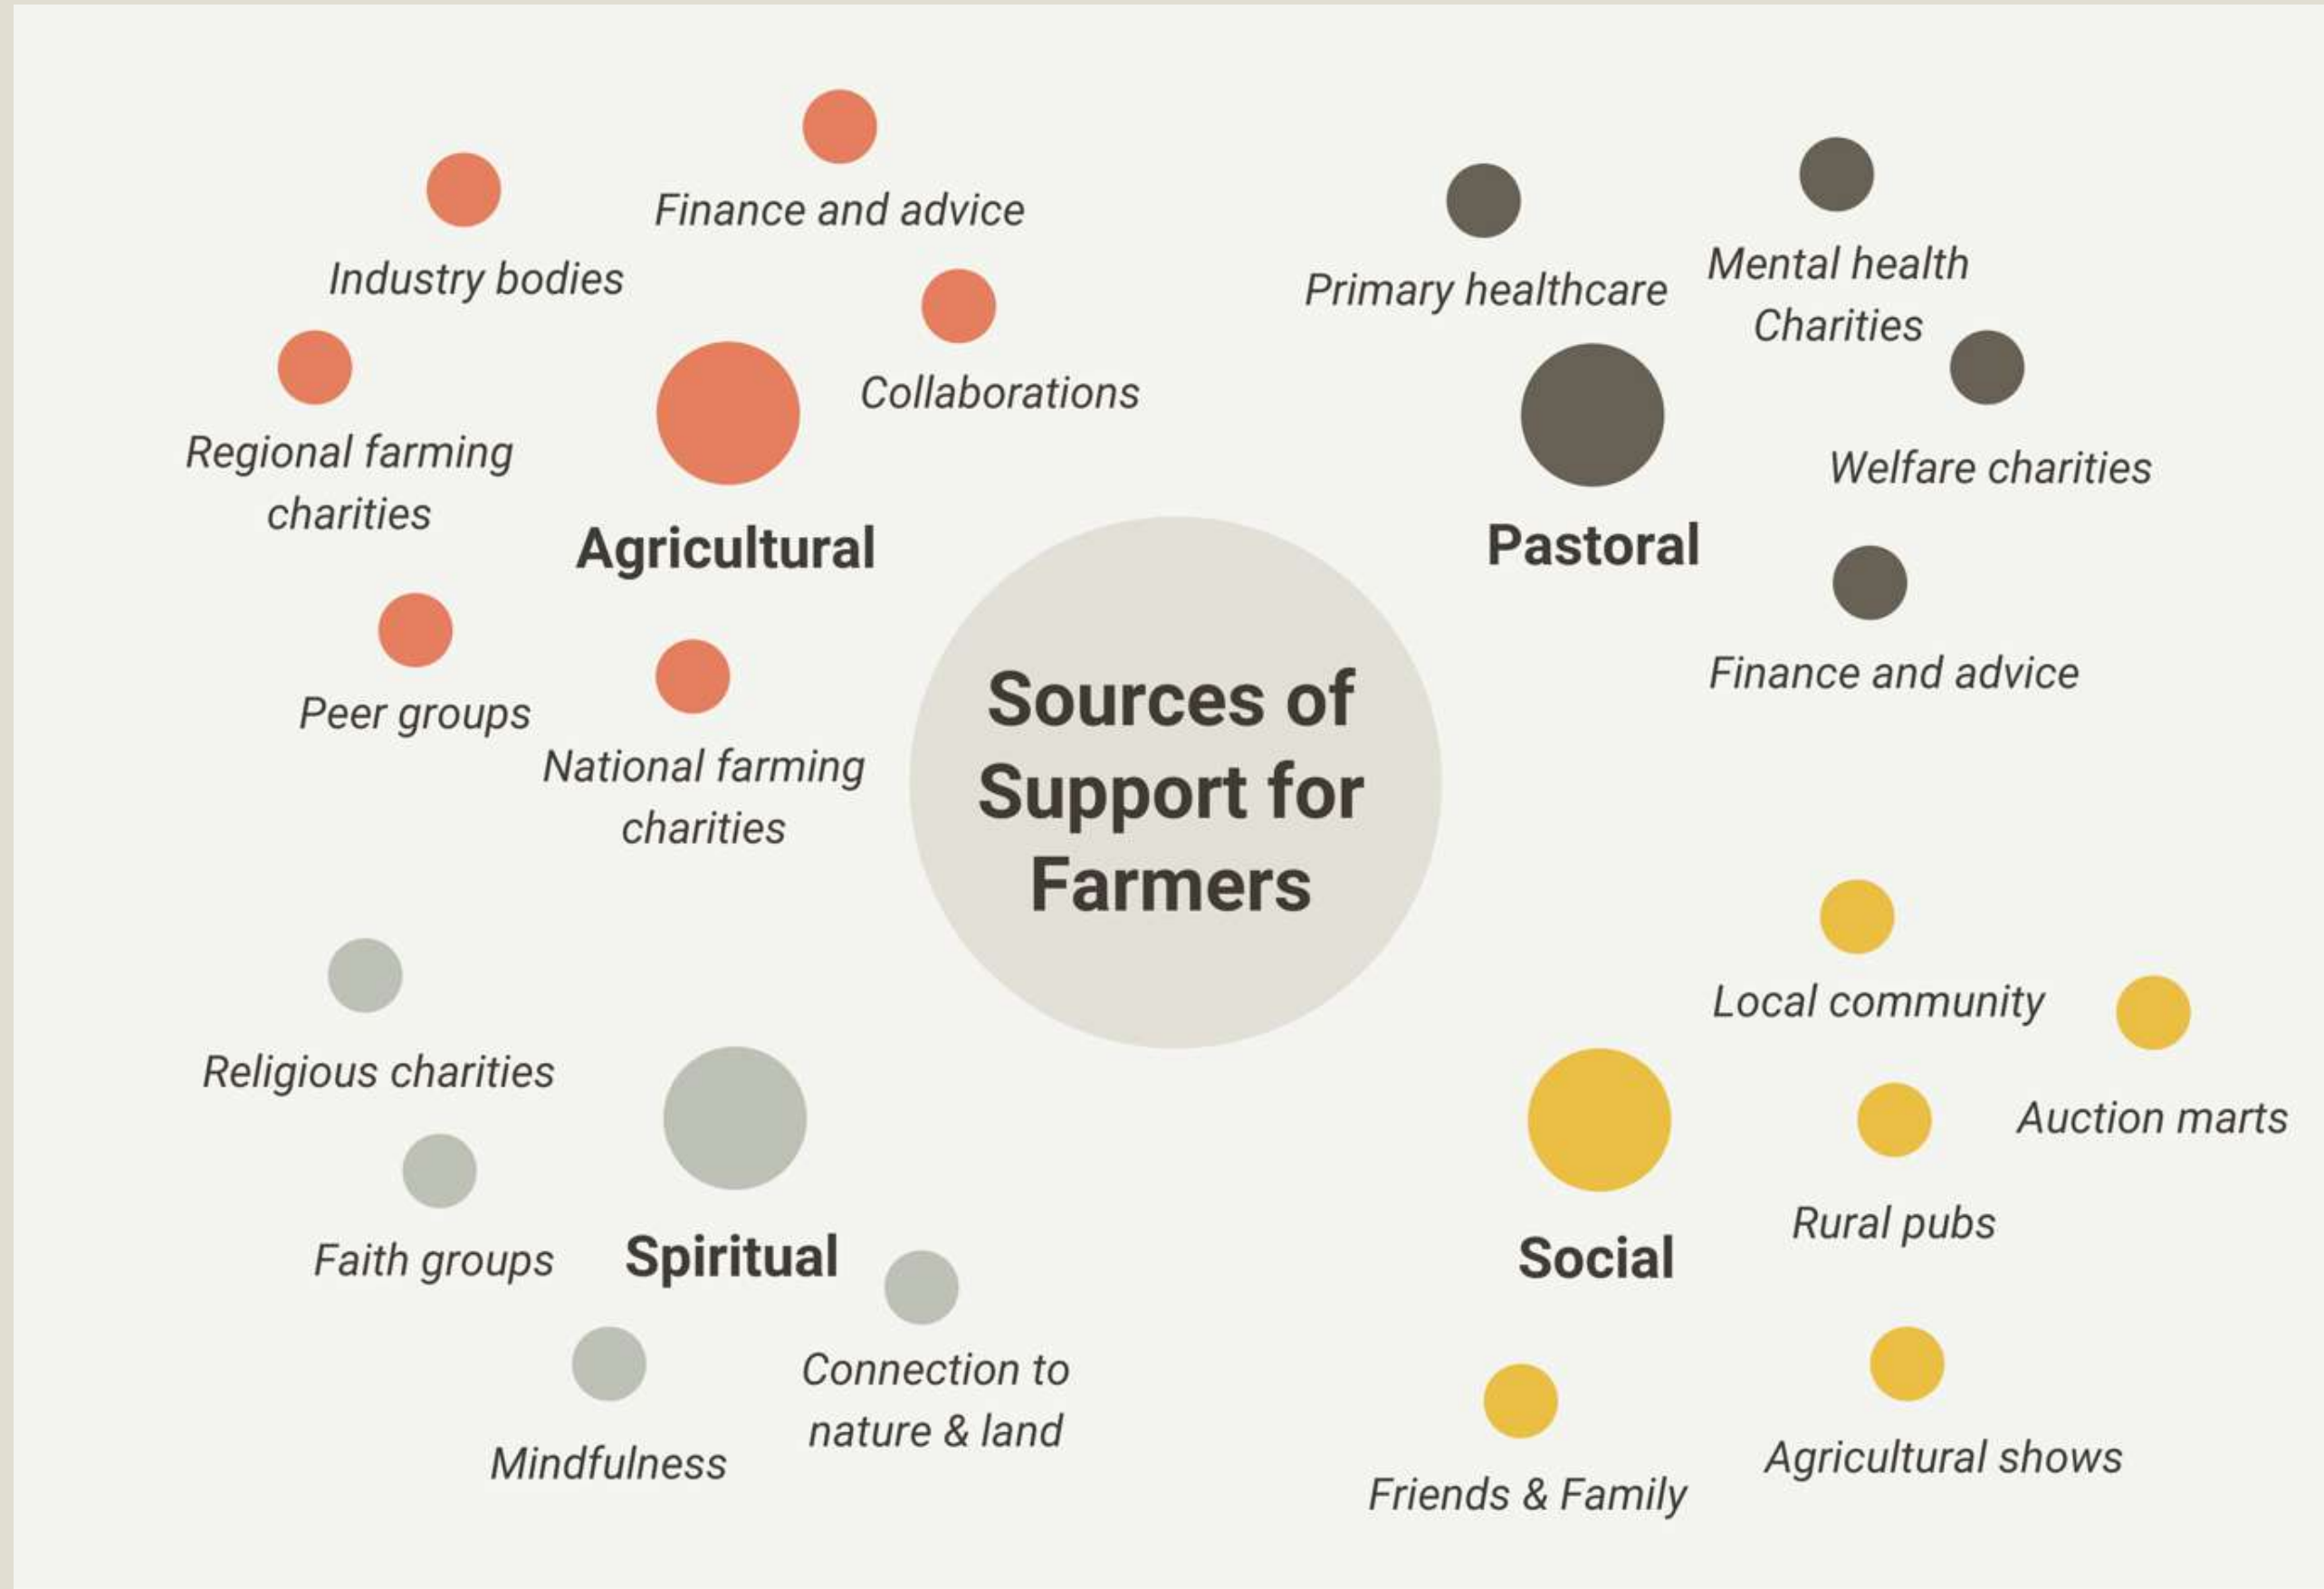 Finance and advice
Industry bodies
Collaborations
Regional farming
charities
Agricultural
Peer groups
National farming
charities
Primary healthcare
Mental health
Charities
Welfare charities
Pastoral
Finance and advice
Sources of
Support for
Farmers
Religious charities
Faith groups
Spiritual
Connection to
nature & land
Mindfulness
Local community
Auction marts
Rural pubs
Social
Agricultural shows
Friends & Family